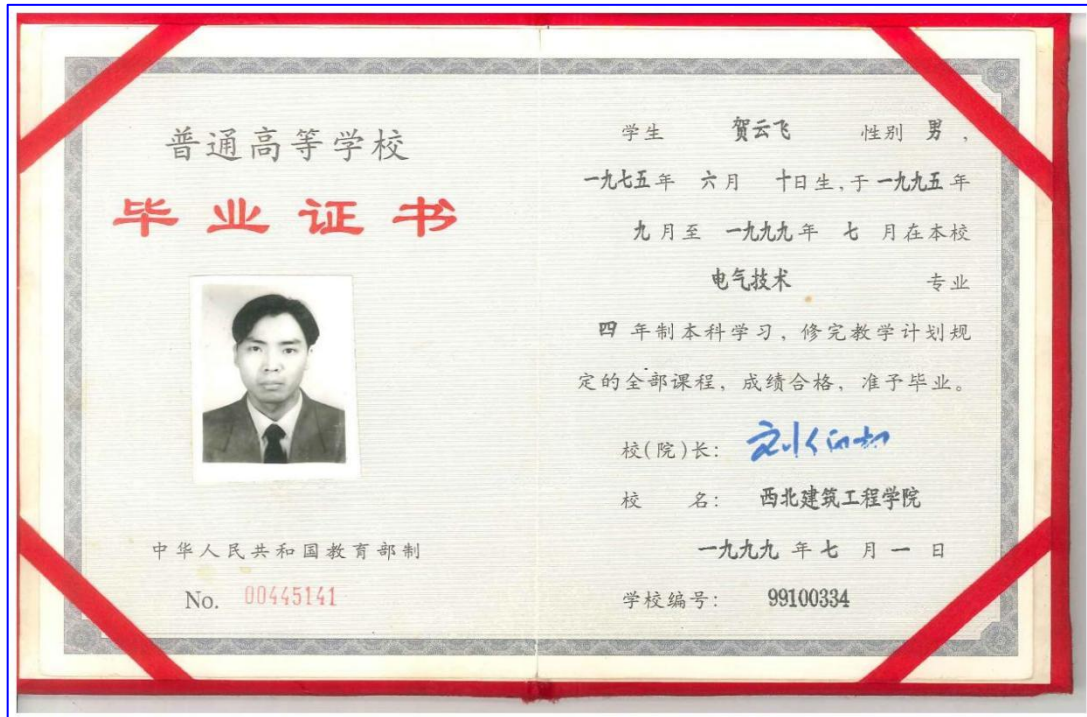 普通高等学校
毕业证书
中华人民共和国教育部制
No. 00445141
学生 贺云飞 性别 男，
一九七五年 六月 十日生，于一九九五年
九月至 一九九九年 七 月在本校
电气技术 专业
四 年制本科学习，修完教学计划规
定的全部课程，成绩合格，准予毕业。
校(院)长：
校 名： 西北建筑工程学院
一九九九 年七 月 一 日
学校编号： 99100334